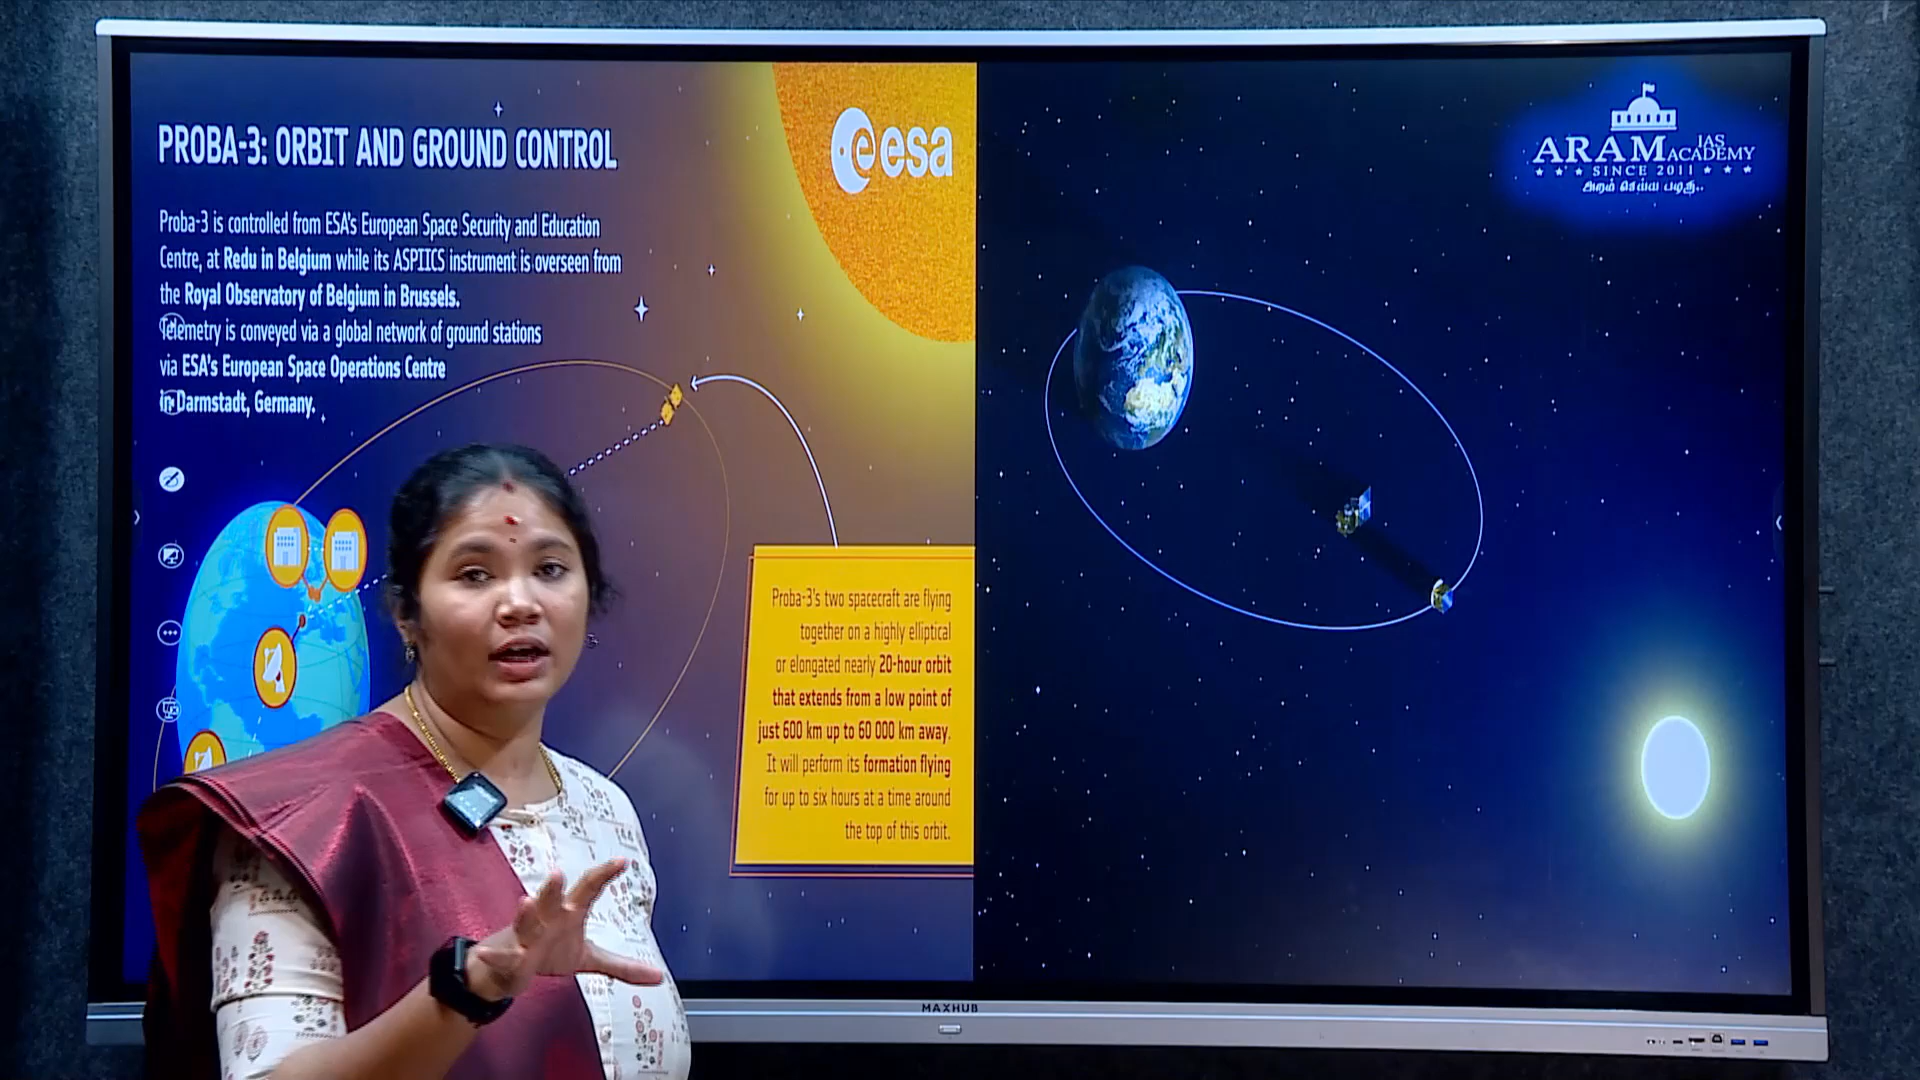 PROBA-3: ORBIT AND GROUND CONTROL
esa
Proba-3 is controlled from ESA's European Space Security and Education
Centre, at Redu in Belgium while its ASPIICS instrument is overseen from
the Royal Observatory of Belgium in Brussels.
Telemetry is conveyed via a global network of ground stations
via ESA's European Space Operations Centre
in Darmstadt, Germany.
Proba-3's two spacecraft are flying
together on a highly elliptical
or elongated nearly 20-hour orbit
that extends from a low point of
just 600 km up to 60 000 km away.
It will perform its formation flying
for up to six hours at a time around
the top of this orbit.
ARAM IAS ACADEMY
SINCE 2011
அறம் செய்ய பழகு..
MAXHUB